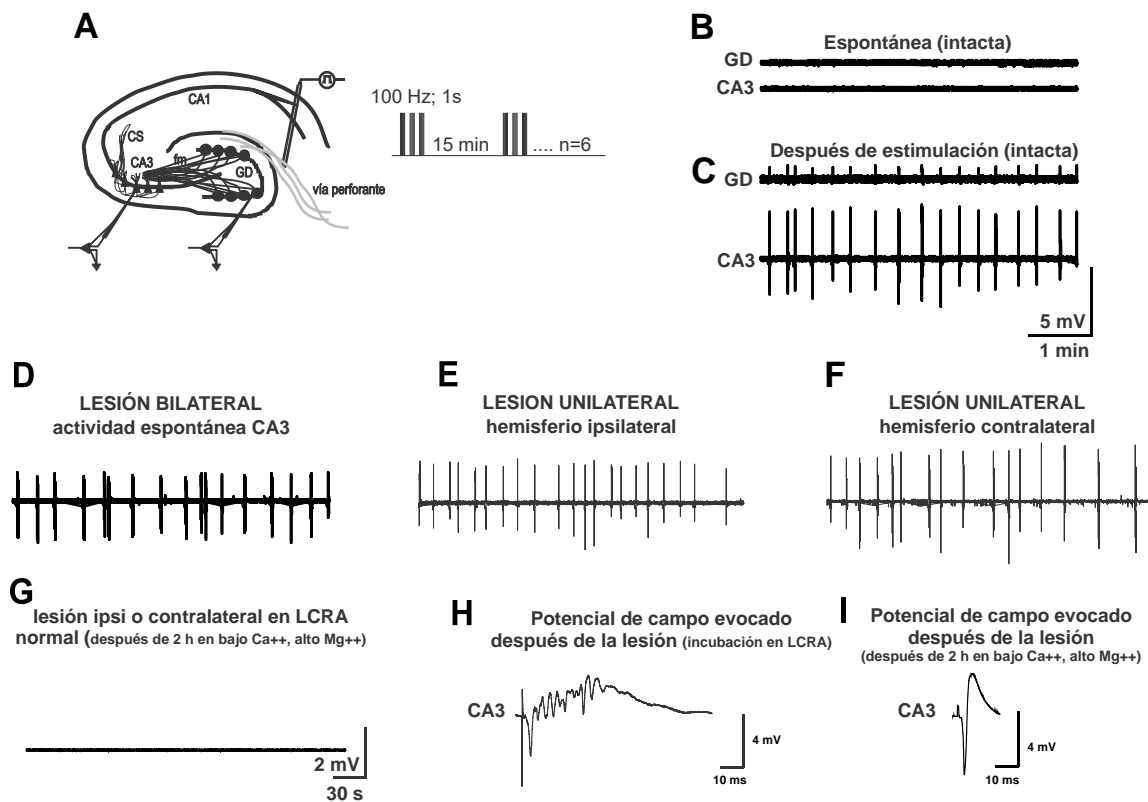 A
CA1
CS
CA3
fm
GD
vía perforante
100 Hz; 1s
15 min
.... n=6
B
Espontánea (intacta)
GD
CA3
Después de estimulación (intacta)
C
GD
CA3
5 mV
1 min
D
LESIÓN BILATERAL
actividad espontánea CA3
E
LESION UNILATERAL
hemisferio ipsilateral
F
LESIÓN UNILATERAL
hemisferio contralateral
G
lesión ipsi o contralateral en LCRA
normal (después de 2 h en bajo Ca++, alto Mg++)
2 mV
30 s
H
Potencial de campo evocado
después de la lesión (incubación en LCRA)
CA3
4 mV
10 ms
I
Potencial de campo evocado
después de la lesión
(después de 2 h en bajo Ca++, alto Mg++)
CA3
4 mV
10 ms